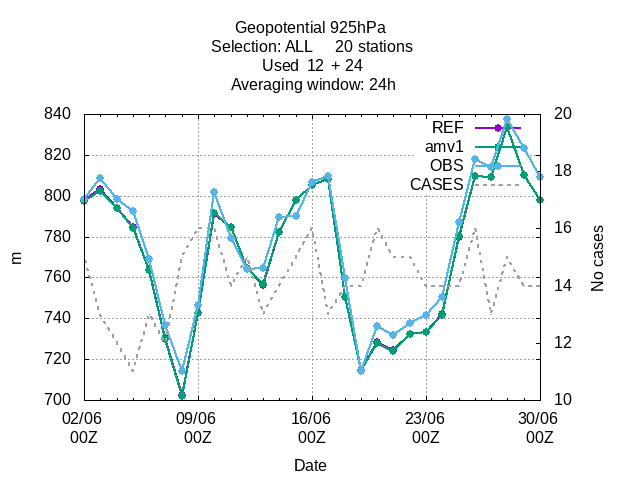 Geopotential 925hPa
Selection: ALL 20 stations
Used 12 + 24
Averaging window: 24h
840
820
800
780
760
740
720
700
20
18
16
14
12
10
REF
amv1
OBS
CASES
m
No cases
02/06 09/06 16/06 23/06 30/06
00Z 00Z 00Z 00Z 00Z
Date